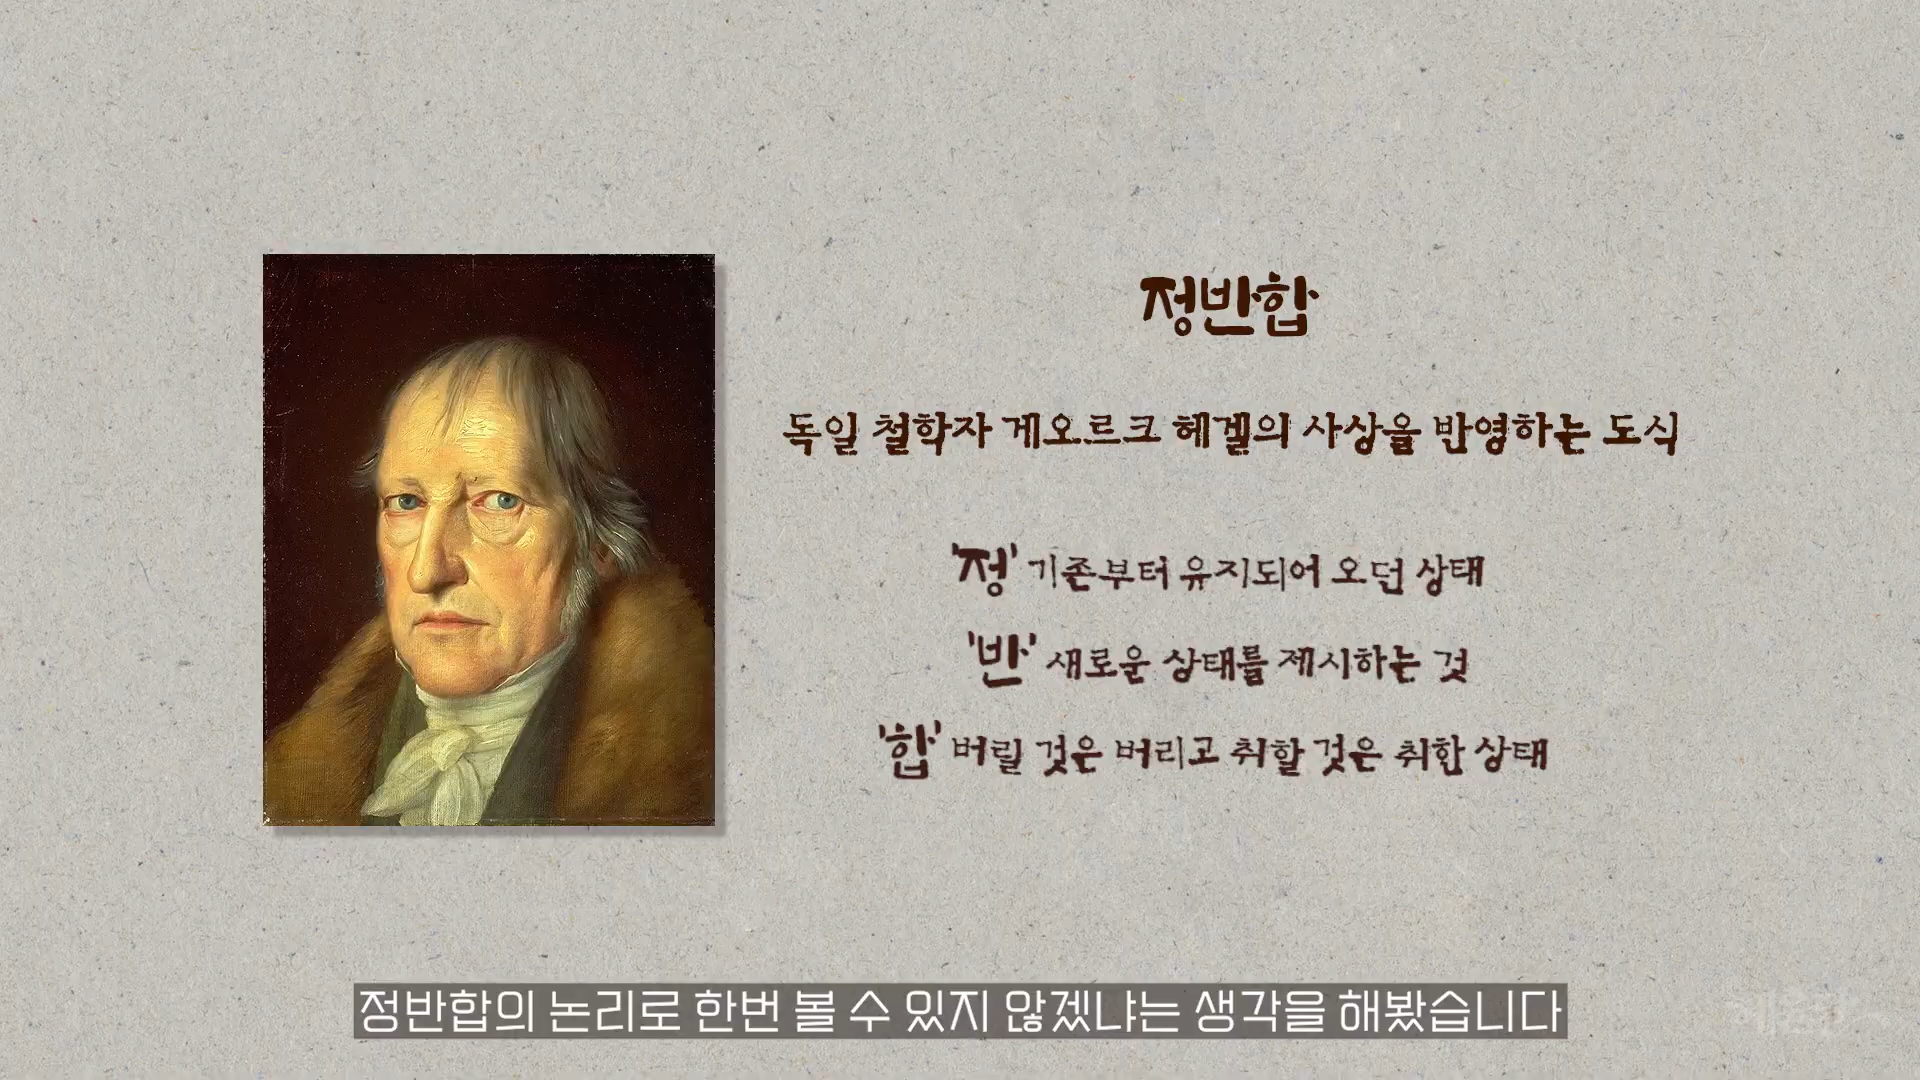 정반합
독일 철학자 게오르크 헤겔의 사상을 반영하는 도식
'정' 기존부터 유지되어 오던 상태
'반' 새로운 상태를 제시하는 것
'합' 버릴 것은 버리고 취할 것은 취한 상태
정반합의 논리로 한번 볼 수 있지 않겠냐는 생각을 해봤습니다